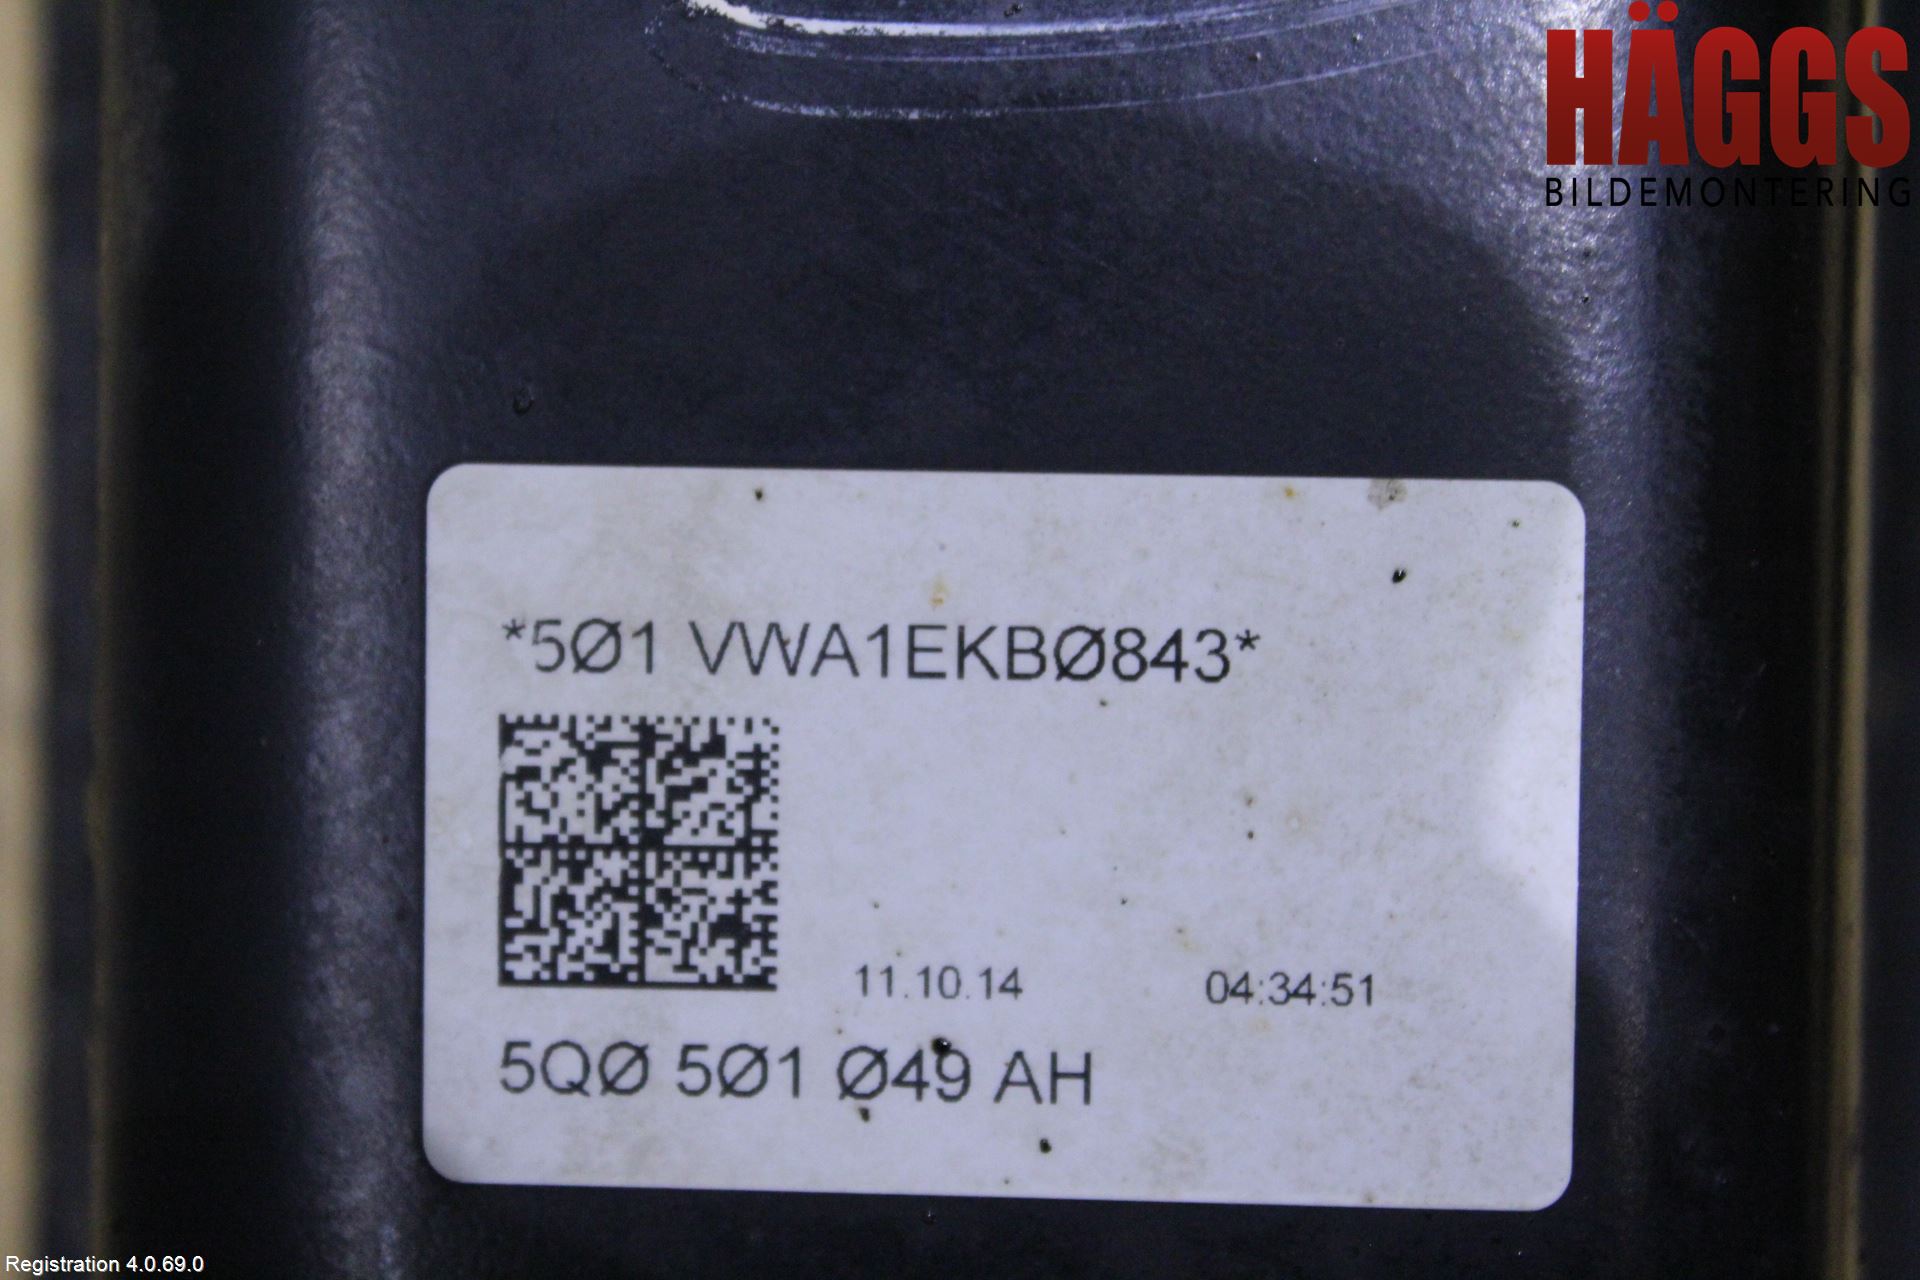 HÄGGS
BILDEMONTERING
*5Ø1 VWA1EKBØ843*
11.10.14 04:34:51
5QØ 5Ø1 Ø49 AH
Registration 4.0.69.0